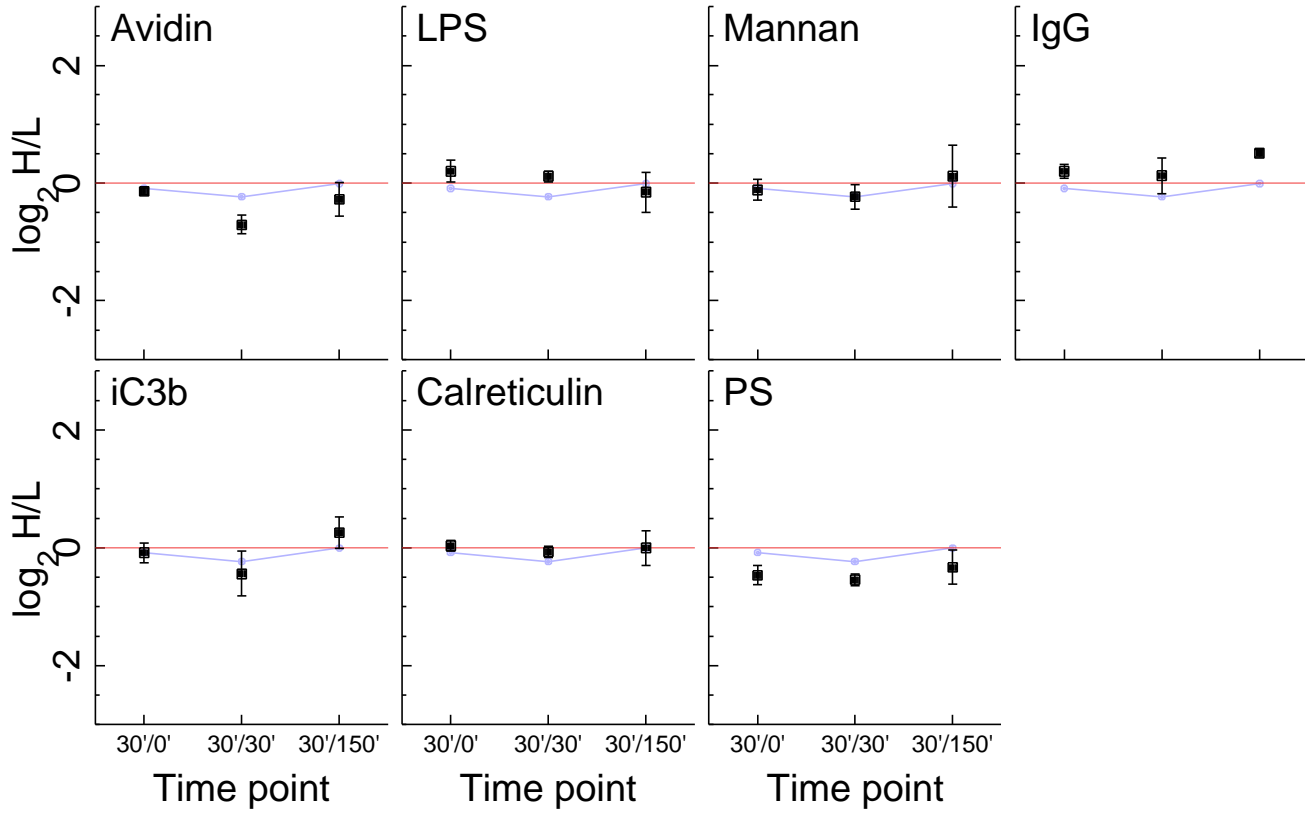 Avidin
LPS
Mannan
IgG
2
0
-2
log2 H/L
iC3b
Calreticulin
PS
2
0
-2
log2 H/L
30'/0' 30'/30' 30'/150'
30'/0' 30'/30' 30'/150'
30'/0' 30'/30' 30'/150'
Time point
Time point
Time point